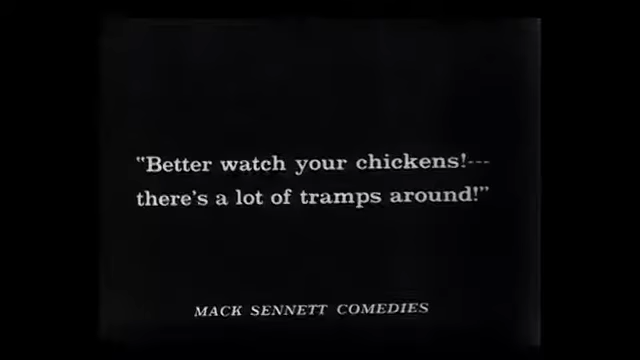 "Better watch your chickens!---
there's a lot of tramps around!"
MACK SENNETT COMEDIES